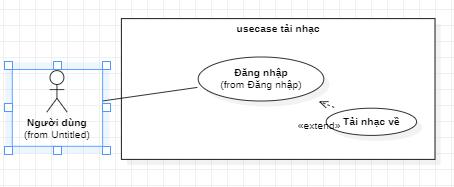 usecase tải nhạc
Đăng nhập
(from Đăng nhập)
Người dùng
(from Untitled)
«extend»
Tải nhạc về